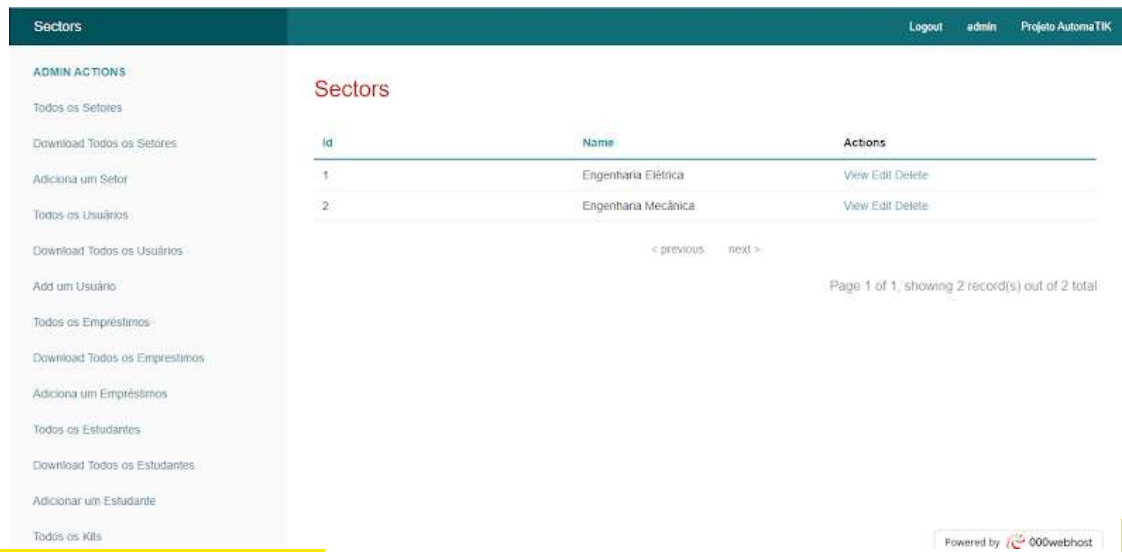 Sectors
Logout admin Projeto AutomaTIK
ADMIN ACTIONS
Todos os Setores
Download Todos os Setores
Adiciona um Setor
Todos os Usuários
Download Todos os Usuários
Add um Usuário
Todos os Empréstimos
Download Todos os Emprestimos
Adiciona um Empréstimos
Todos os Estudantes
Download Todos os Estudantes
Adicionar um Estudante
Todos os Kits
Sectors
Id Name Actions
1 Engenharia Elétrica View Edit Delete
2 Engenharia Mecânica View Edit Delete
< previous next >
Page 1 of 1, showing 2 record(s) out of 2 total
Powered by 000webhost